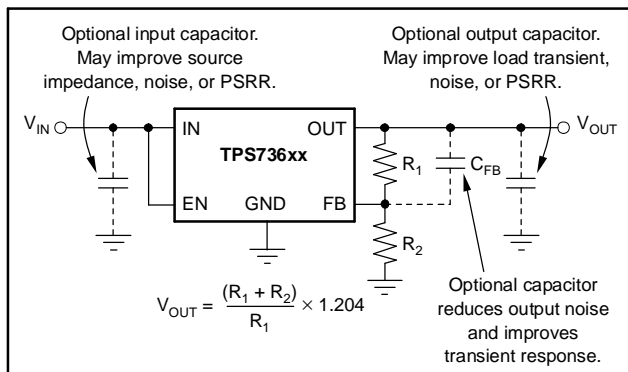 Optional input capacitor.
May improve source
impedance, noise, or PSRR.
Optional output capacitor.
May improve load transient,
noise, or PSRR.
VIN
IN
OUT
VOUT
TPS736xx
R1
CFB
EN
GND
FB
R2
VOUT = (R1 + R2) / R1 × 1.204
Optional capacitor
reduces output noise
and improves
transient response.